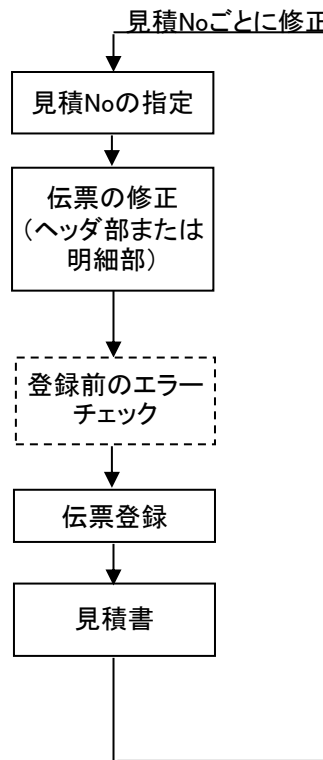 見積Noごとに修正
見積Noの指定
伝票の修正
（ヘッダ部または
明細部）
登録前のエラー
チェック
伝票登録
見積書